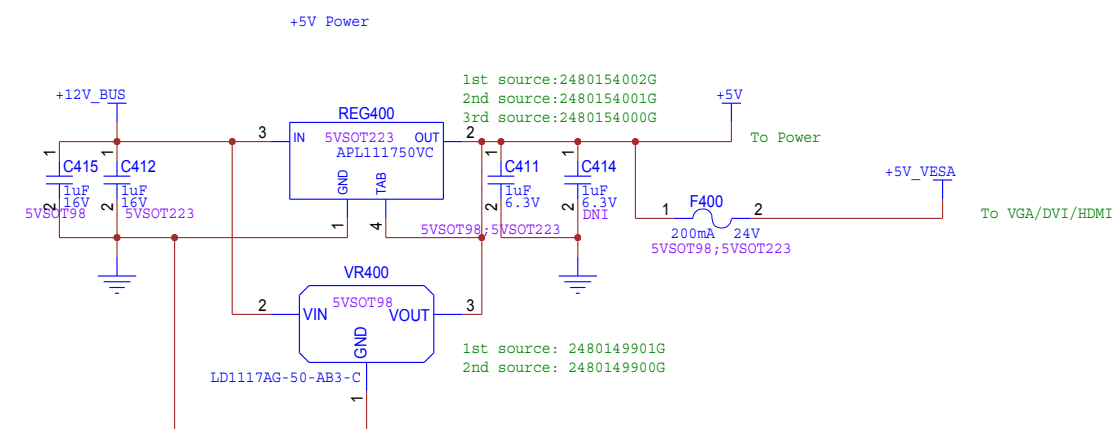 +5V Power
1st source:2480154002G
2nd source:2480154001G
3rd source:2480154000G
+12V_BUS
+5V
REG400
3
IN
5VSOT223
OUT
2
APL111750VC
To Power
GND
TAB
1
C415
1uF
16V
2
5VSOT98
1
C412
1uF
16V
2
5VSOT223
1
C411
1uF
6.3V
2
1
C414
1uF
6.3V
2
DNI
5VSOT98;5VSOT223
1
4
+5V_VESA
F400
1
2
200mA
24V
5VSOT98;5VSOT223
To VGA/DVI/HDMI
VR400
2
VIN
5VSOT98
VOUT
3
GND
LD1117AG-50-AB3-C
1
1st source: 2480149901G
2nd source: 2480149900G